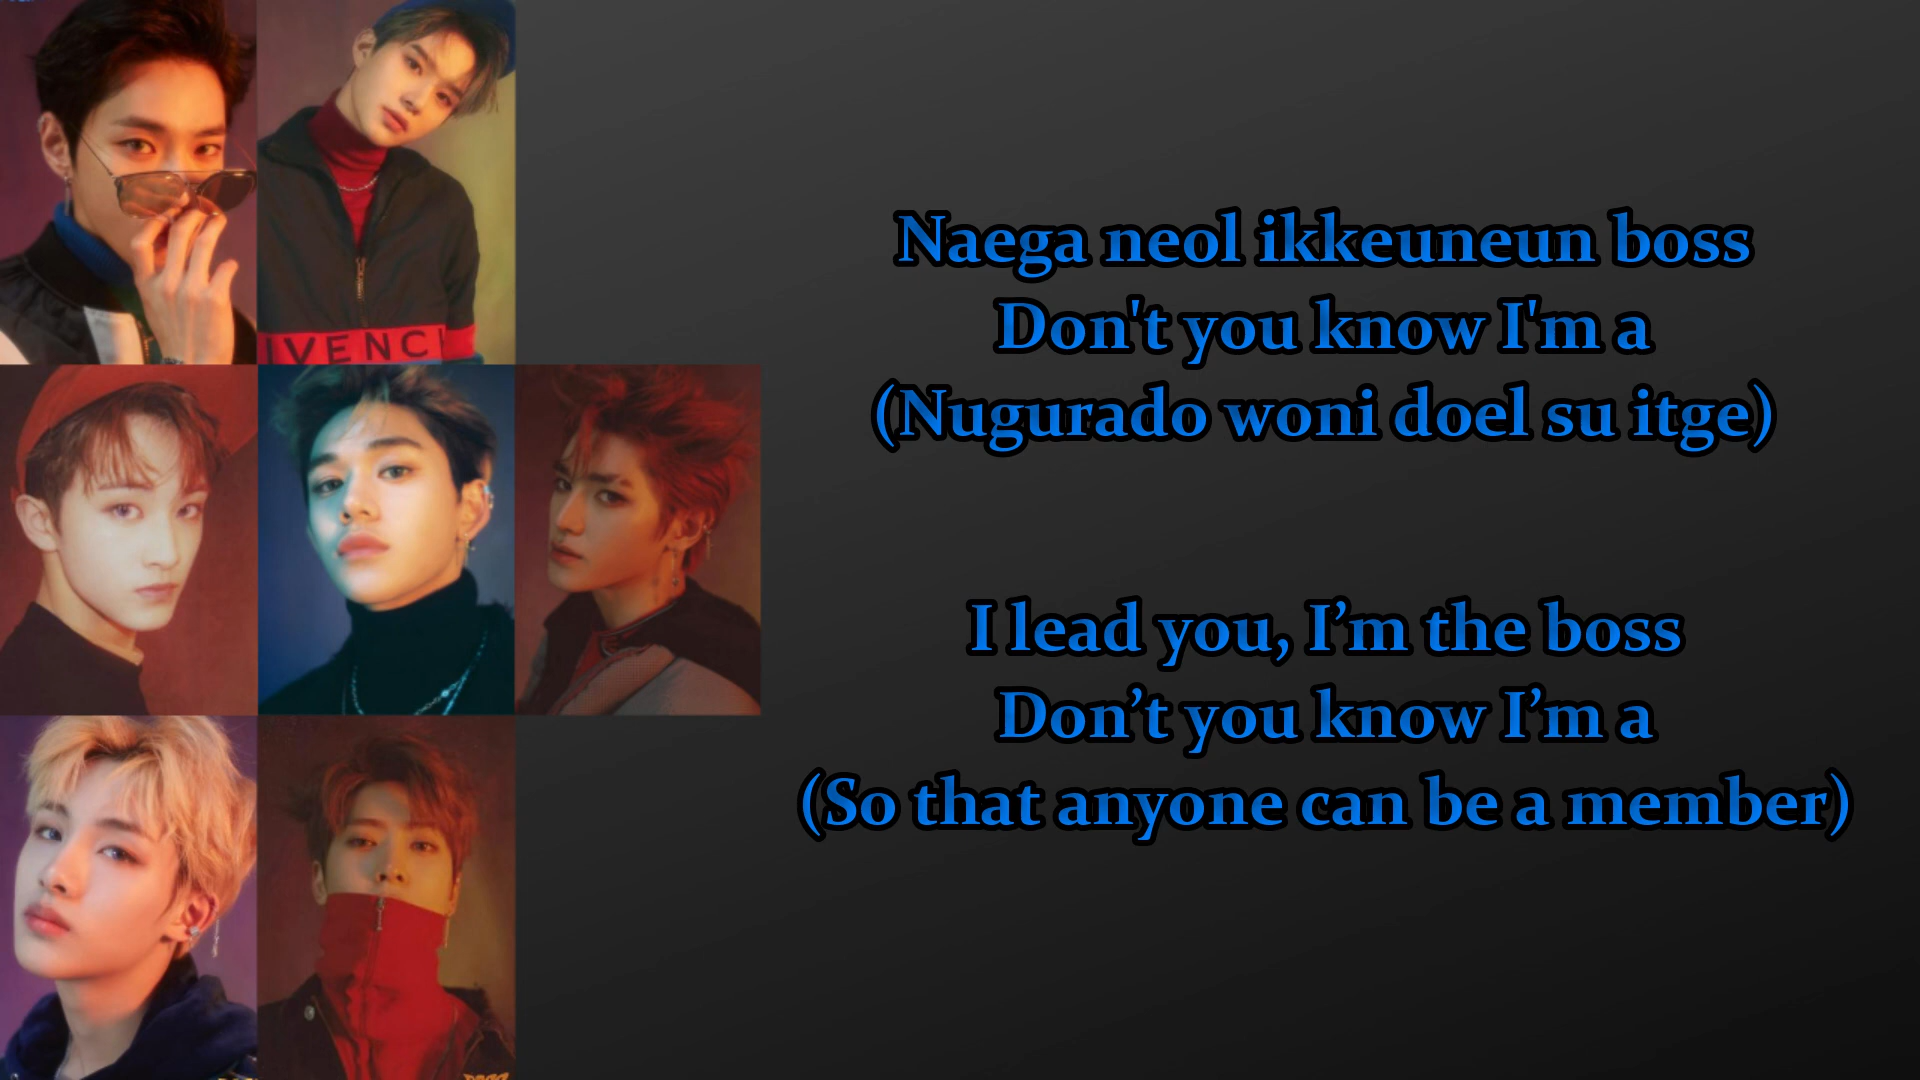 IVENC
Naega neol ikkeuneun boss
Don't you know I'm a
(Nugurado woni doel su itge)
I lead you, I’m the boss
Don’t you know I’m a
(So that anyone can be a member)